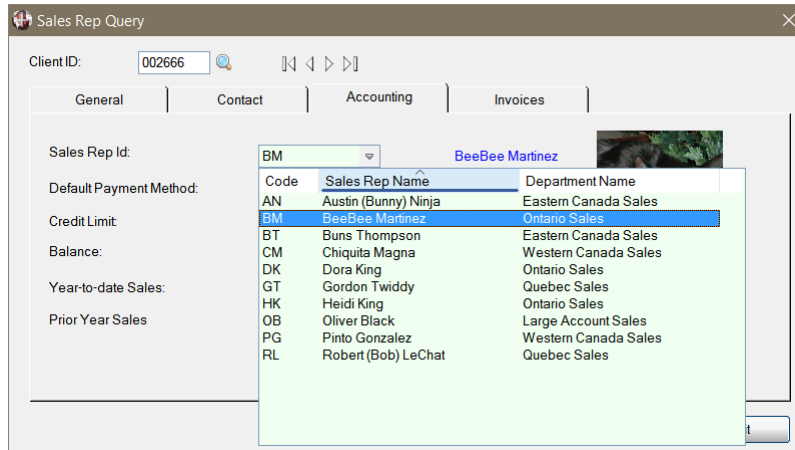 Sales Rep Query
Client ID: 002666
General Contact Accounting Invoices
Sales Rep Id: BM BeeBee Martinez
Default Payment Method:
Credit Limit:
Balance:
Year-to-date Sales:
Prior Year Sales
Code Sales Rep Name Department Name
AN Austin (Bunny) Ninja Eastern Canada Sales
BM BeeBee Martinez Ontario Sales
BT Buns Thompson Eastern Canada Sales
CM Chiquita Magna Western Canada Sales
DK Dora King Ontario Sales
GT Gordon Twiddy Quebec Sales
HK Heidi King Ontario Sales
OB Oliver Black Large Account Sales
PG Pinto Gonzalez Western Canada Sales
RL Robert (Bob) LeChat Quebec Sales